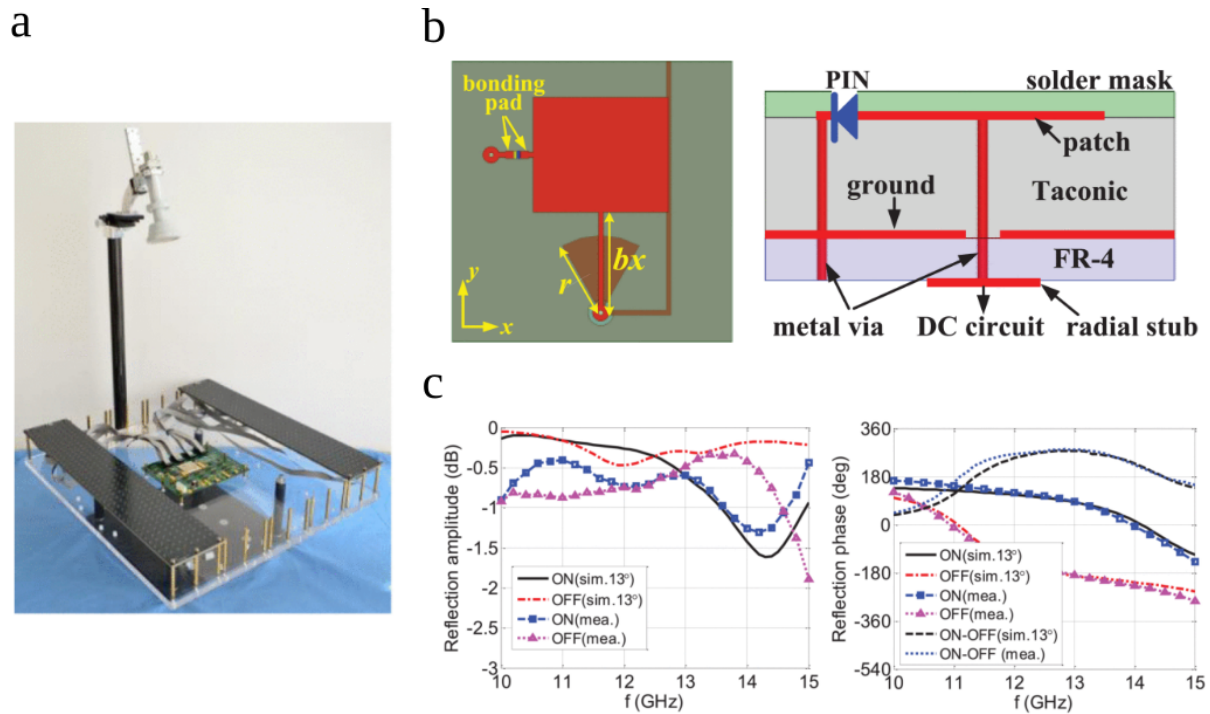 a
b
bonding
pad
r
bx
y
x
PIN
solder mask
patch
ground
Taconic
FR-4
metal via
DC circuit
radial stub
c
Reflection amplitude (dB)
0
-0.5
-1
-1.5
-2
-2.5
-3
ON(sim.13°)
OFF(sim.13°)
ON(mea.)
OFF(mea.)
10 11 12 13 14 15
f (GHz)
Reflection phase (deg)
360
180
0
-180
-360
-540
ON(sim.13°)
OFF(sim.13°)
ON(mea.)
OFF(mea.)
ON-OFF(sim.13°)
ON-OFF (mea.)
10 11 12 13 14 15
f (GHz)